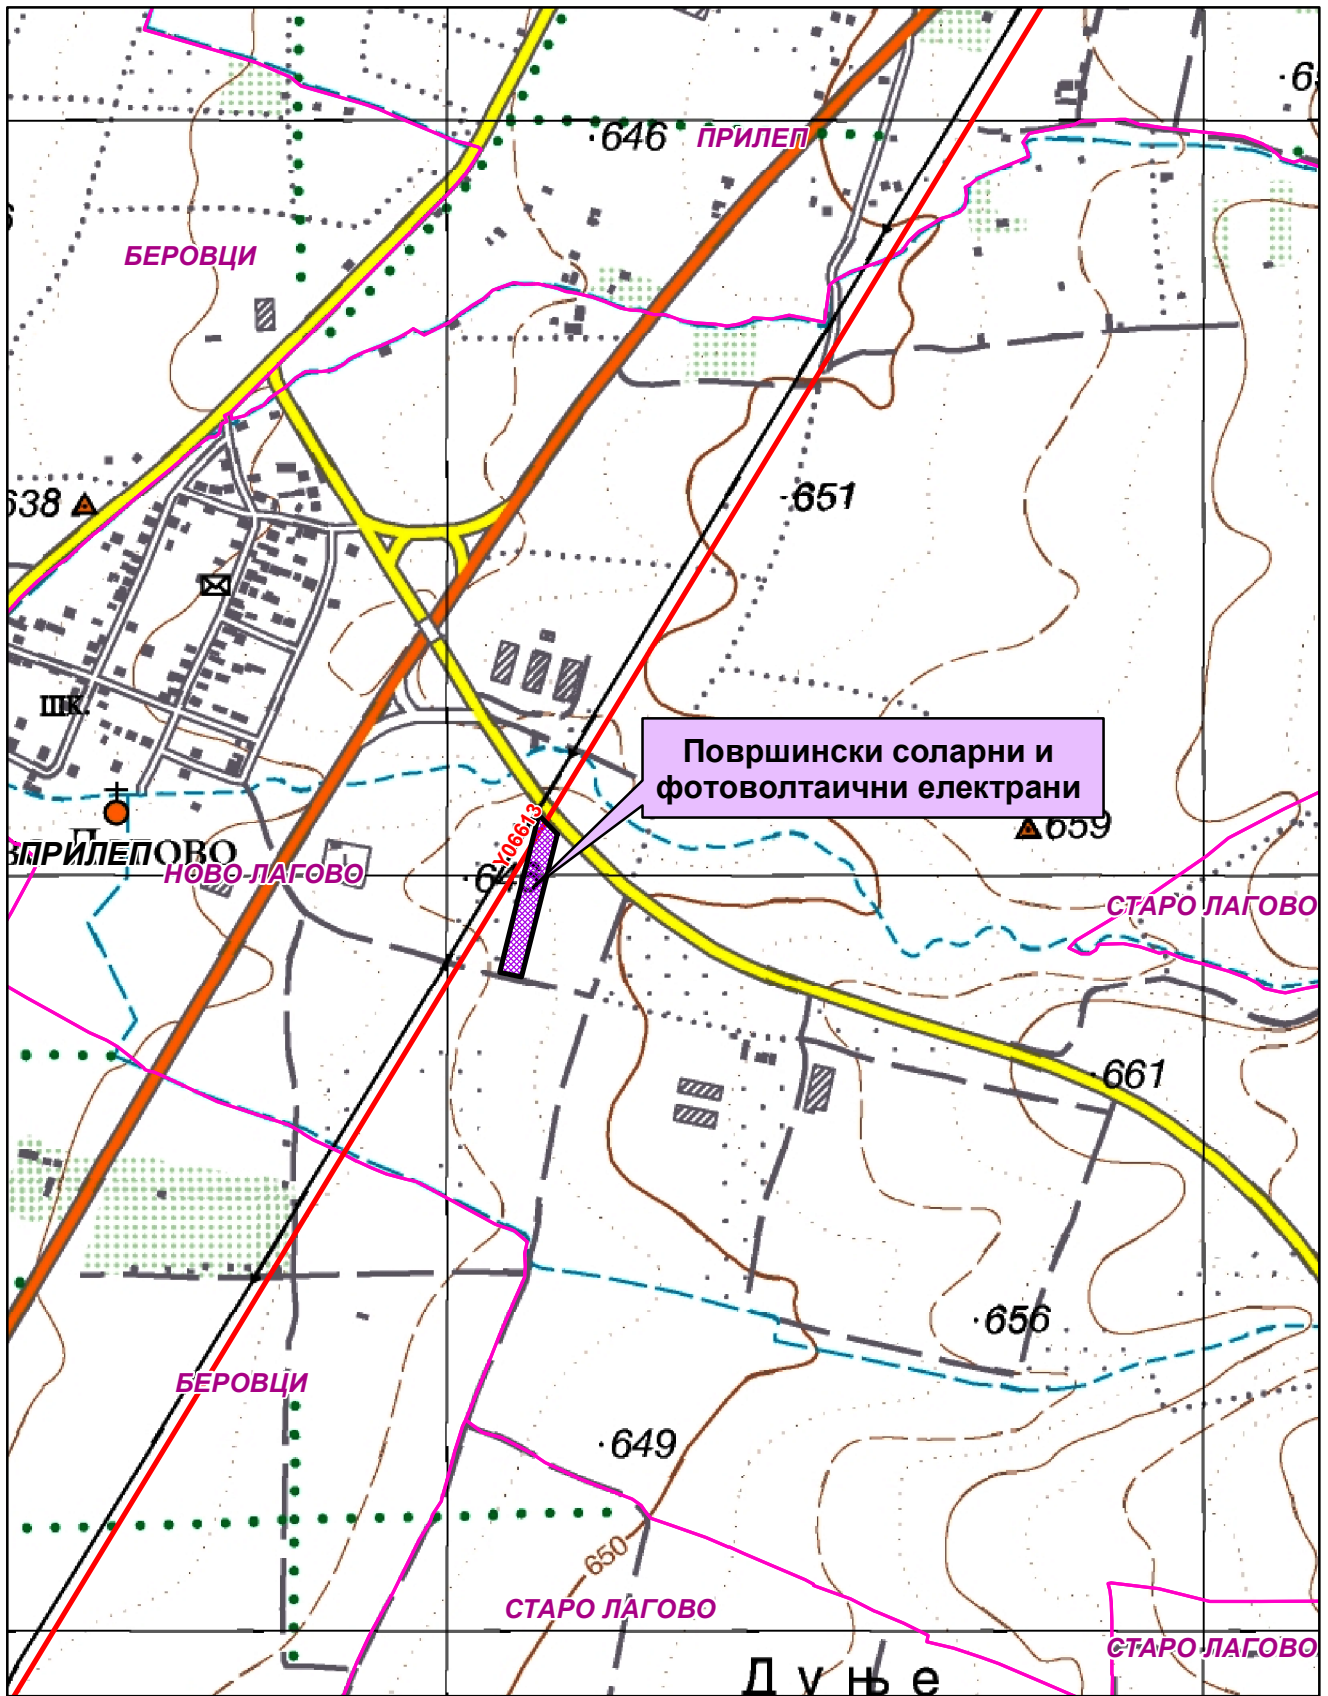 646
ПРИЛЕП
БЕРОВЦИ
651
638
ШК.
Површински соларни и
фотоволтаични електрани
659
Y06613
ПРИЛЕП
НОВО ЛАГОВО
СТАРО ЛАГОВО
661
656
БЕРОВЦИ
649
650
СТАРО ЛАГОВО
СТАРО ЛАГОВО
Дуње